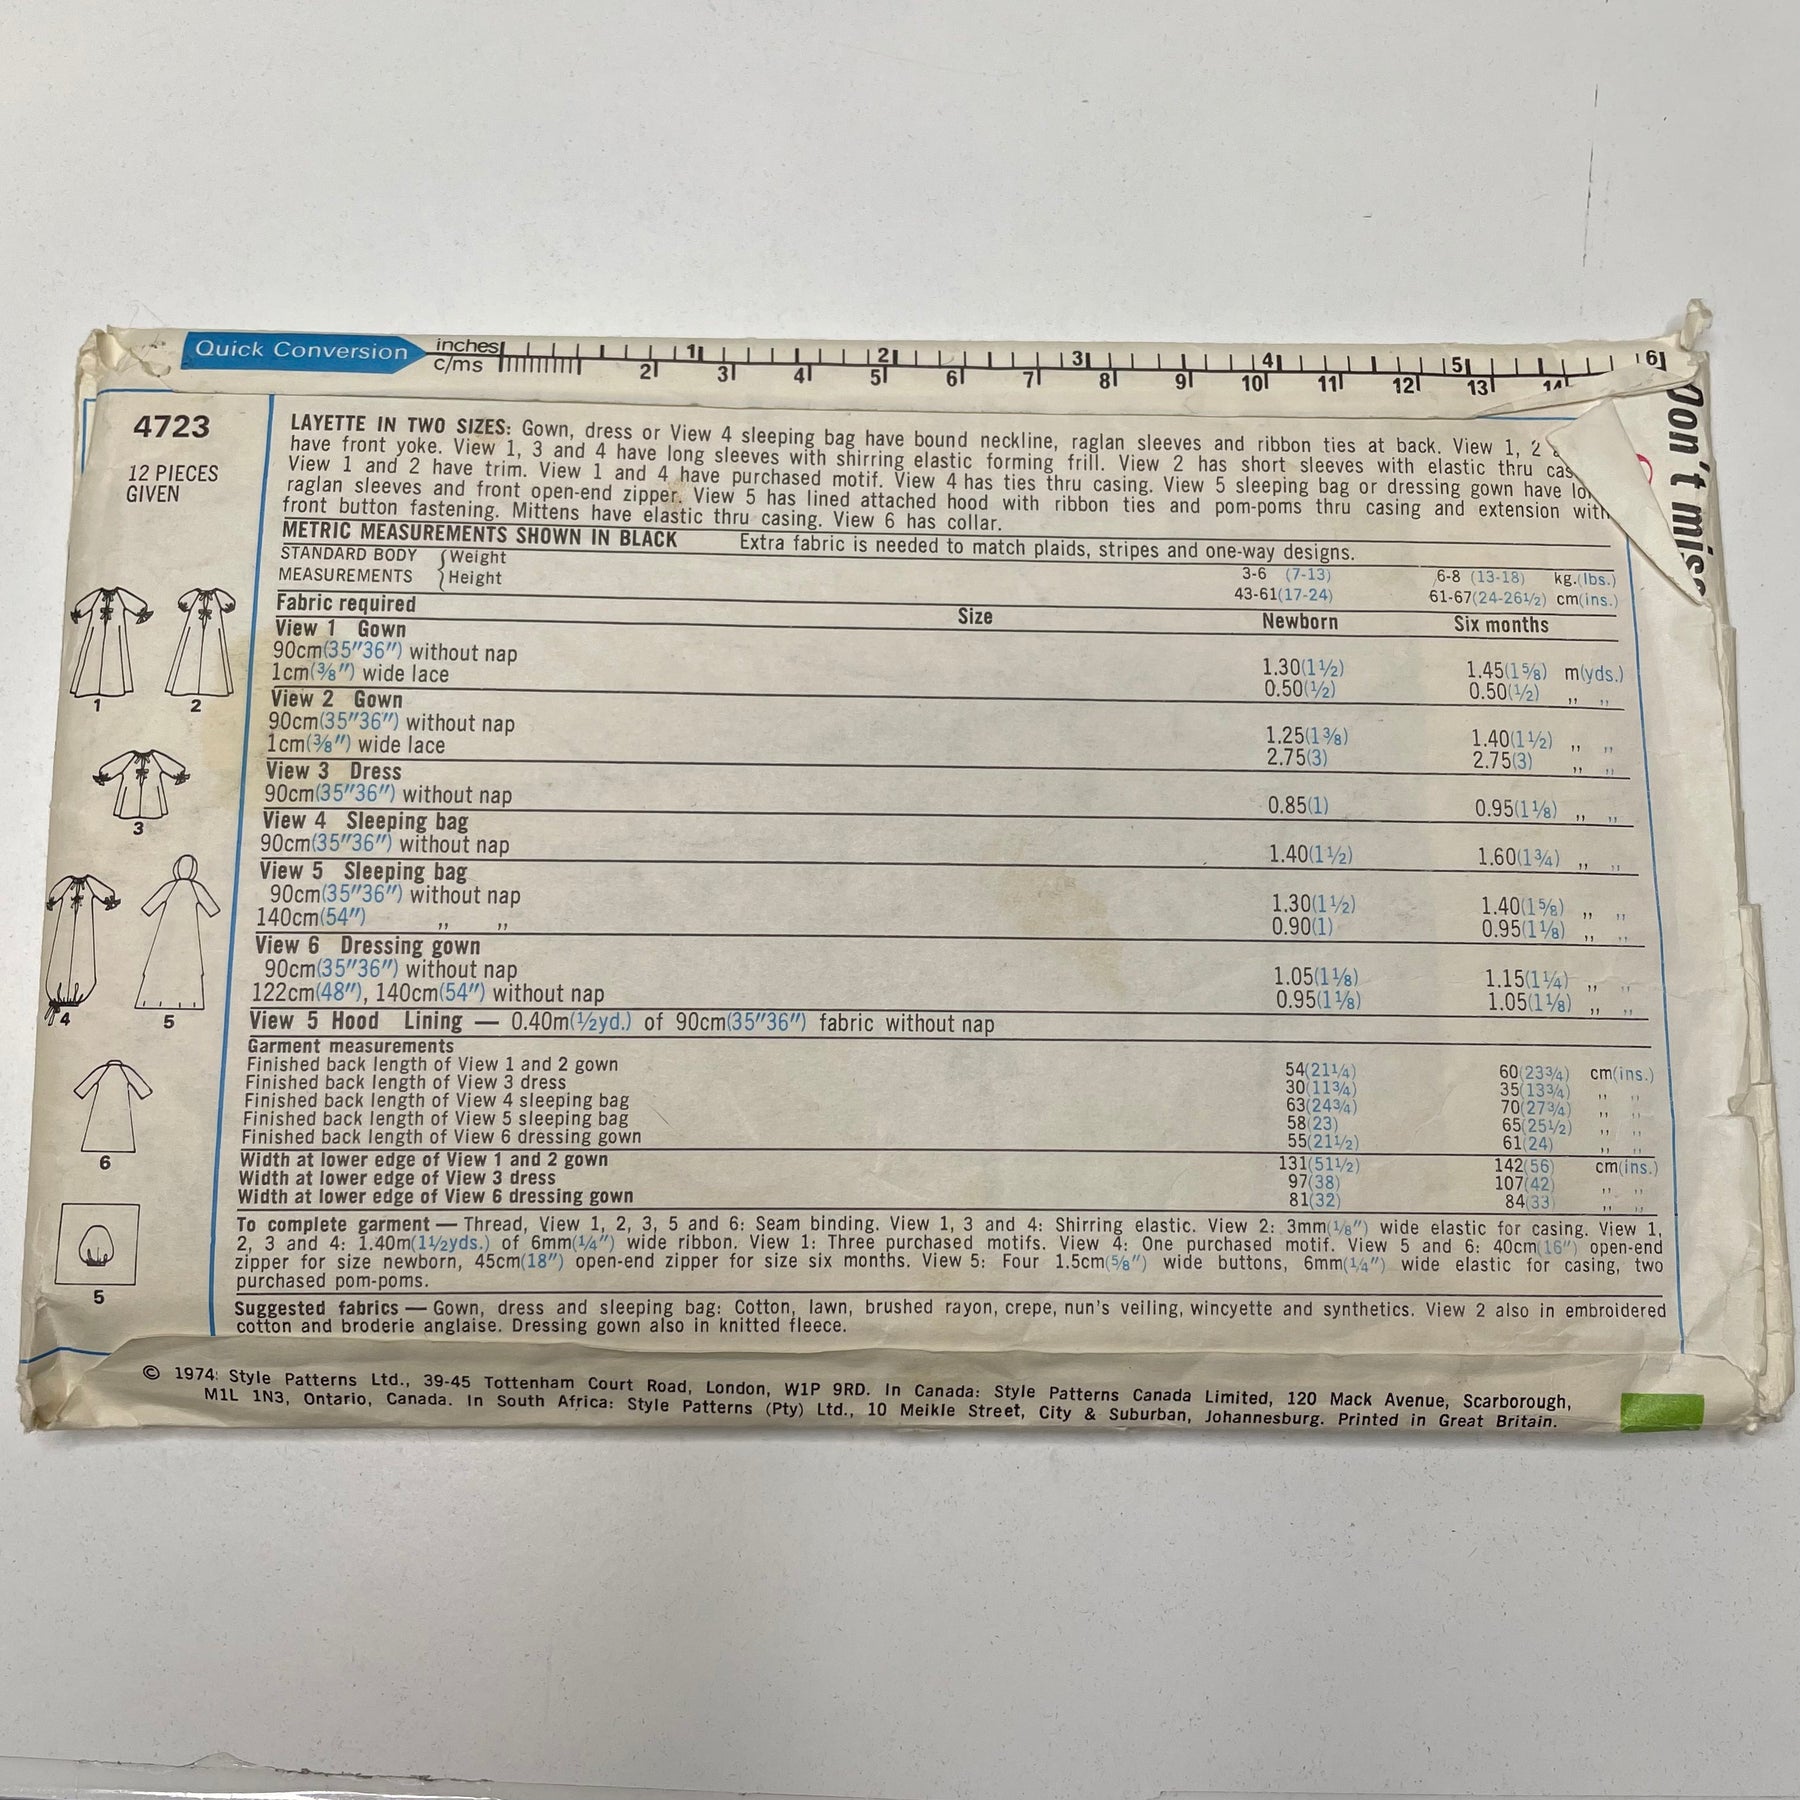 Quick Conversion inches 1 2 3 4 5 6
c/ms 2 3 4 5 6 7 8 9 10 11 12 13 14
Don't miss
4723
12 PIECES
GIVEN
1 2
3
4 5
6
5
LAYETTE IN TWO SIZES: Gown, dress or View 4 sleeping bag have bound neckline, raglan sleeves and ribbon ties at back. View 1, 2
have front yoke. View 1, 3 and 4 have long sleeves with shirring elastic forming frill. View 2 has short sleeves with elastic thru
View 1 and 2 have trim. View 1 and 4 have purchased motif. View 4 has ties thru casing. View 5 sleeping bag or dressing gown have
raglan sleeves and front open-end zipper. View 5 has lined attached hood with ribbon ties and pom-poms thru casing and extension with
front button fastening. Mittens have elastic thru casing. View 6 has collar.
METRIC MEASUREMENTS SHOWN IN BLACK Extra fabric is needed to match plaids, stripes and one-way designs.
STANDARD BODY MEASUREMENTS
Weight 3-6 (7-13) 6-8 (13-18) kg.(lbs.)
Height 43-61(17-24) 61-67(24-26½) cm(ins.)
Fabric required Size Newborn Six months
View 1 Gown
90cm(35"36") without nap 1.30(1½) 1.45(1⅝) m(yds.)
1cm(⅜") wide lace 0.50(½) 0.50(½) ,, ,,
View 2 Gown
90cm(35"36") without nap 1.25(1⅜) 1.40(1½) ,, ,,
1cm(⅜") wide lace 2.75(3) 2.75(3) ,, ,,
View 3 Dress
90cm(35"36") without nap 0.85(1) 0.95(1⅛) ,, ,,
View 4 Sleeping bag
90cm(35"36") without nap 1.40(1½) 1.60(1¾) ,, ,,
View 5 Sleeping bag
90cm(35"36") without nap 1.30(1½) 1.40(1⅝) ,, ,,
140cm(54") ,, ,, 0.90(1) 0.95(1⅛) ,, ,,
View 6 Dressing gown
90cm(35"36") without nap 1.05(1⅛) 1.15(1¼) ,, ,,
122cm(48"), 140cm(54") without nap 0.95(1⅛) 1.05(1⅛) ,, ,,
View 5 Hood Lining — 0.40m(½yd.) of 90cm(35"36") fabric without nap
Garment measurements
Finished back length of View 1 and 2 gown 54(21¼) 60(23¾) cm(ins.)
Finished back length of View 3 dress 30(11¾) 35(13¾) ,, ,,
Finished back length of View 4 sleeping bag 63(24¾) 70(27¾) ,, ,,
Finished back length of View 5 sleeping bag 58(23) 65(25½) ,, ,,
Finished back length of View 6 dressing gown 55(21½) 61(24) ,, ,,
Width at lower edge of View 1 and 2 gown 131(51½) 142(56) cm(ins.)
Width at lower edge of View 3 dress 97(38) 107(42) ,, ,,
Width at lower edge of View 6 dressing gown 81(32) 84(33) ,, ,,
To complete garment — Thread, View 1, 2, 3, 5 and 6: Seam binding. View 1, 3 and 4: Shirring elastic. View 2: 3mm(⅛") wide elastic for casing. View 1,
2, 3 and 4: 1.40m(1½yds.) of 6mm(¼") wide ribbon. View 1: Three purchased motifs. View 4: One purchased motif. View 5 and 6: 40cm(16") open-end
zipper for size newborn, 45cm(18") open-end zipper for size six months. View 5: Four 1.5cm(⅝") wide buttons, 6mm(¼") wide elastic for casing, two
purchased pom-poms.
Suggested fabrics — Gown, dress and sleeping bag: Cotton, lawn, brushed rayon, crepe, nun's veiling, wincyette and synthetics. View 2 also in embroidered
cotton and broderie anglaise. Dressing gown also in knitted fleece.
© 1974: Style Patterns Ltd., 39-45 Tottenham Court Road, London, W1P 9RD. In Canada: Style Patterns Canada Limited, 120 Mack Avenue, Scarborough,
M1L 1N3, Ontario, Canada. In South Africa: Style Patterns (Pty) Ltd., 10 Meikle Street, City & Suburban, Johannesburg. Printed in Great Britain.